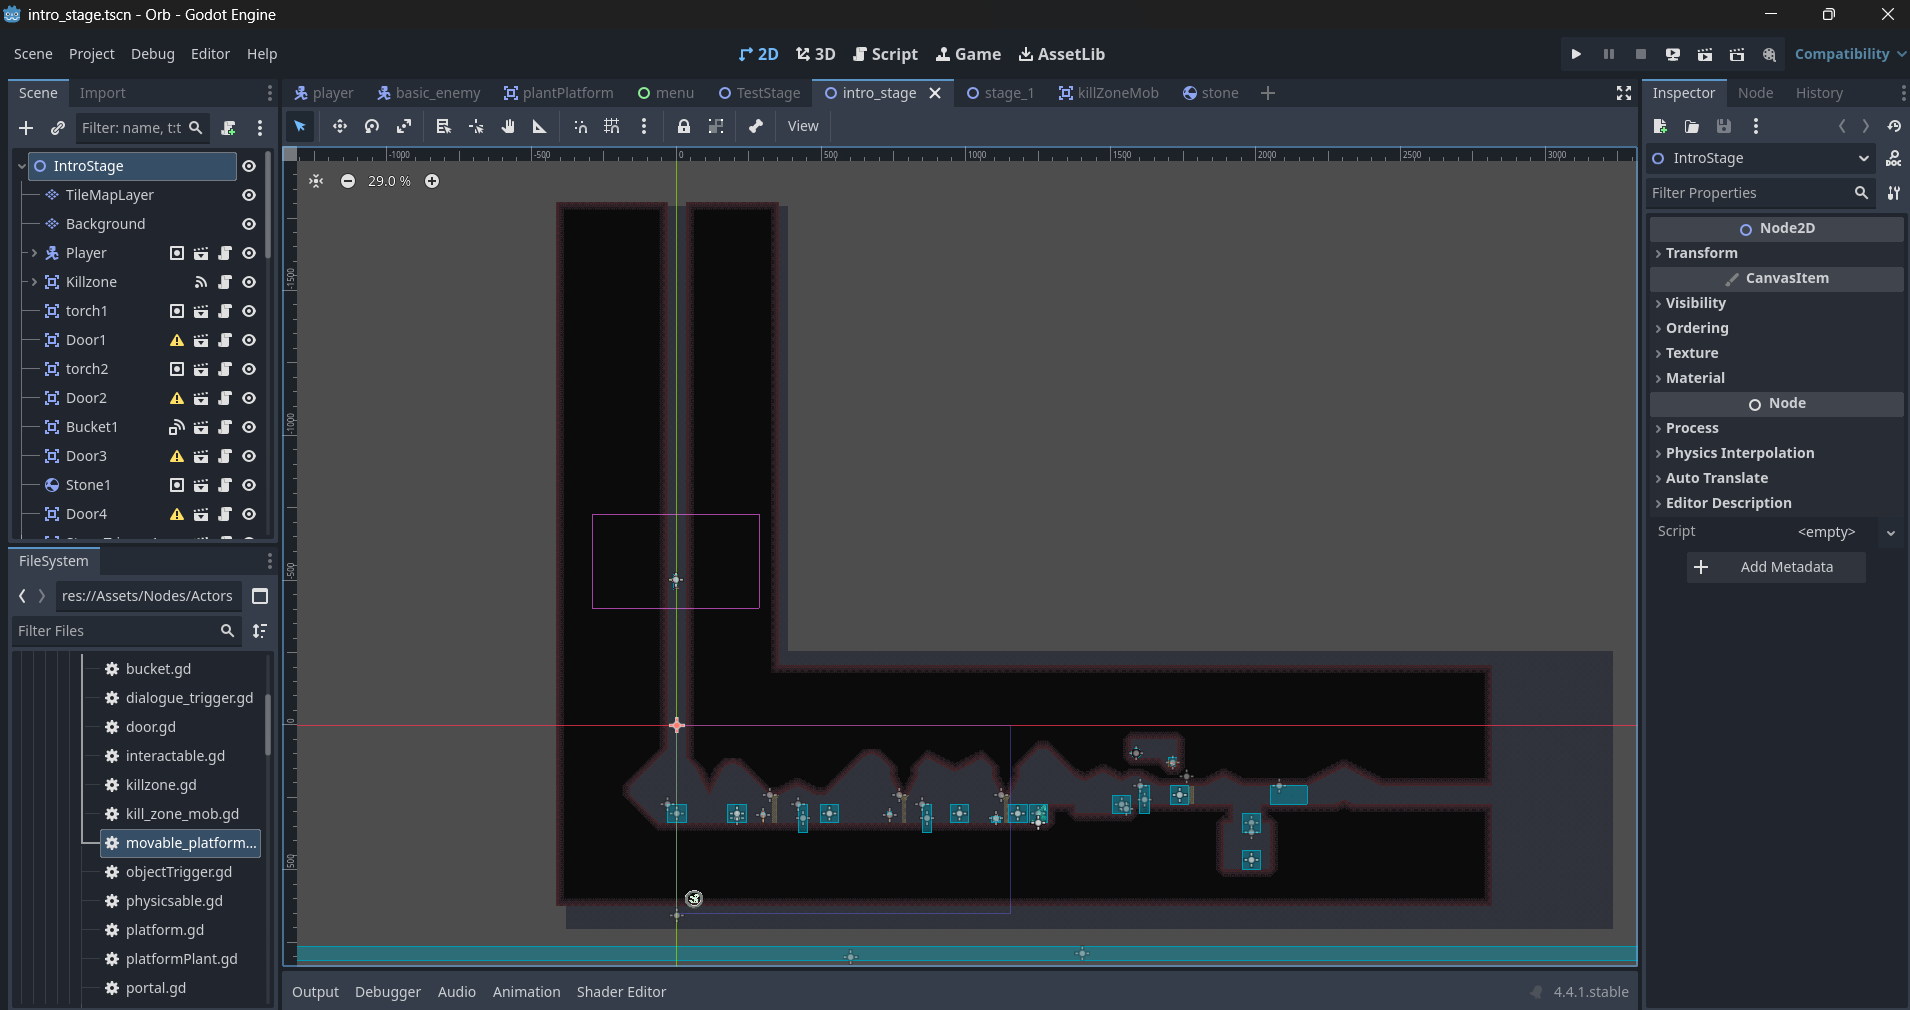 intro_stage.tscn - Orb - Godot Engine
Scene Project Debug Editor Help
2D 3D Script Game AssetLib
Compatibility
Scene Import
player basic_enemy plantPlatform menu TestStage intro_stage stage_1 killZoneMob stone
Inspector Node History
Filter: name, t:t
View
IntroStage
TileMapLayer
Background
Player
Killzone
torch1
Door1
torch2
Door2
Bucket1
Door3
Stone1
Door4
FileSystem
res://Assets/Nodes/Actors
Filter Files
bucket.gd
dialogue_trigger.gd
door.gd
interactable.gd
killzone.gd
kill_zone_mob.gd
movable_platform...
objectTrigger.gd
physicsable.gd
platform.gd
platformPlant.gd
portal.gd
-1000 -500 0 500 1000 1500 2000 2500 3000
29.0 %
-1500
-1000
-500
0
500
Output Debugger Audio Animation Shader Editor
4.4.1.stable
IntroStage
Filter Properties
Node2D
Transform
CanvasItem
Visibility
Ordering
Texture
Material
Node
Process
Physics Interpolation
Auto Translate
Editor Description
Script <empty>
Add Metadata